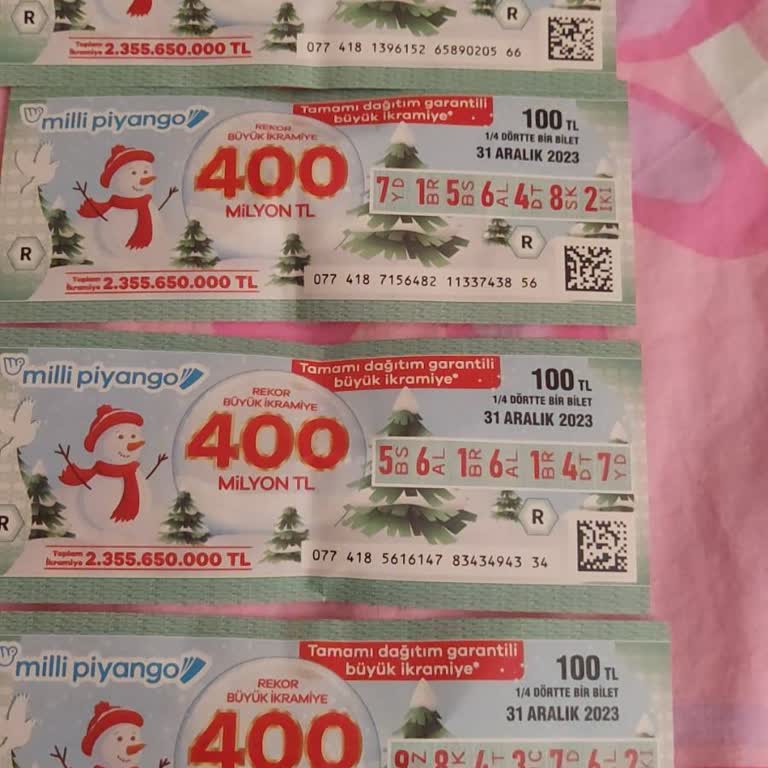 R
R
Toplam
İkramiye 2.355.650.000 TL
MİLYON TL
077 418 1396152 65890205 66
milli piyango
Tamamı dağıtım garantili
büyük ikramiye*
REKOR
BÜYÜK İKRAMİYE
400
MİLYON TL
100 TL
1/4 DÖRTTE BİR BİLET
31 ARALIK 2023
7 YD 1 BR 5 BS 6 AL 4 DT 8 SK 2 İKİ
R
R
Toplam
İkramiye 2.355.650.000 TL
077 418 7156482 11337438 56
milli piyango
Tamamı dağıtım garantili
büyük ikramiye*
REKOR
BÜYÜK İKRAMİYE
400
MİLYON TL
100 TL
1/4 DÖRTTE BİR BİLET
31 ARALIK 2023
5 BS 6 AL 1 BR 6 AL 1 BR 4 DT 7 YD
R
R
Toplam
İkramiye 2.355.650.000 TL
077 418 5616147 83434943 34
milli piyango
Tamamı dağıtım garantili
büyük ikramiye*
REKOR
BÜYÜK İKRAMİYE
400
100 TL
1/4 DÖRTTE BİR BİLET
31 ARALIK 2023